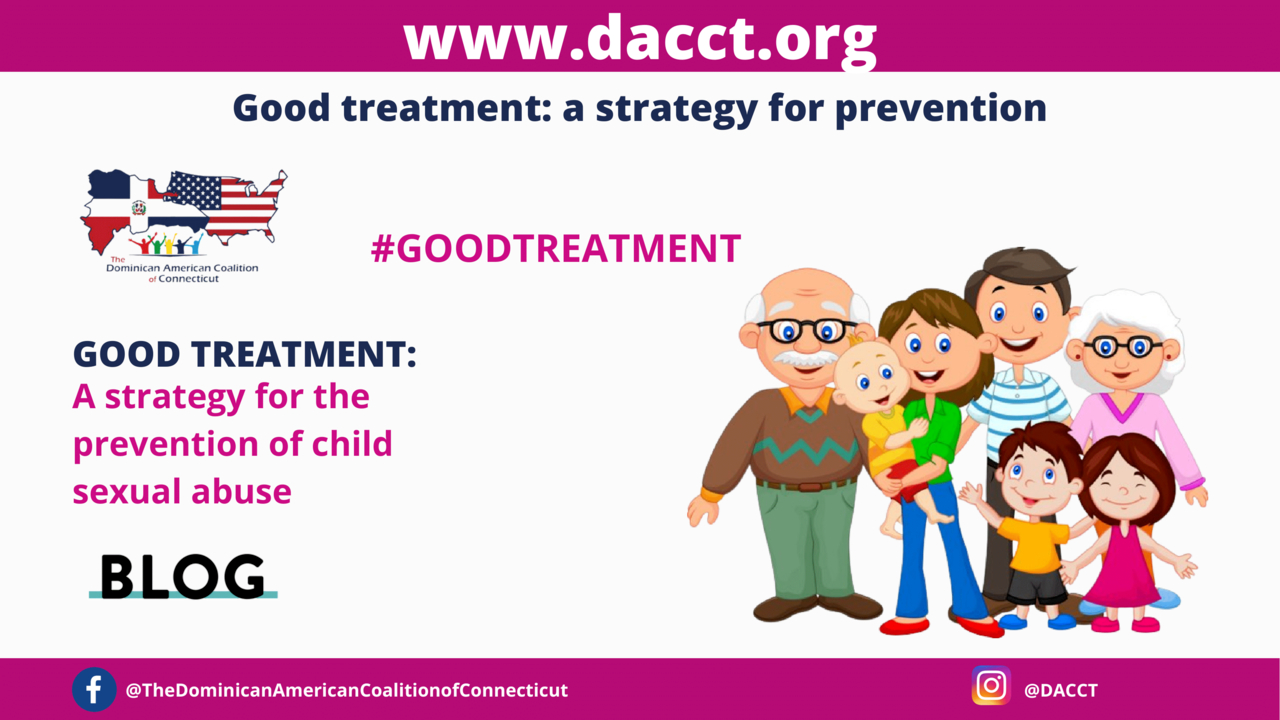 www.dacct.org
Good treatment: a strategy for prevention
The
Dominican American Coalition
of Connecticut
#GOODTREATMENT
GOOD TREATMENT:
A strategy for the
prevention of child
sexual abuse
BLOG
@TheDominicanAmericanCoalitionofConnecticut
@DACCT